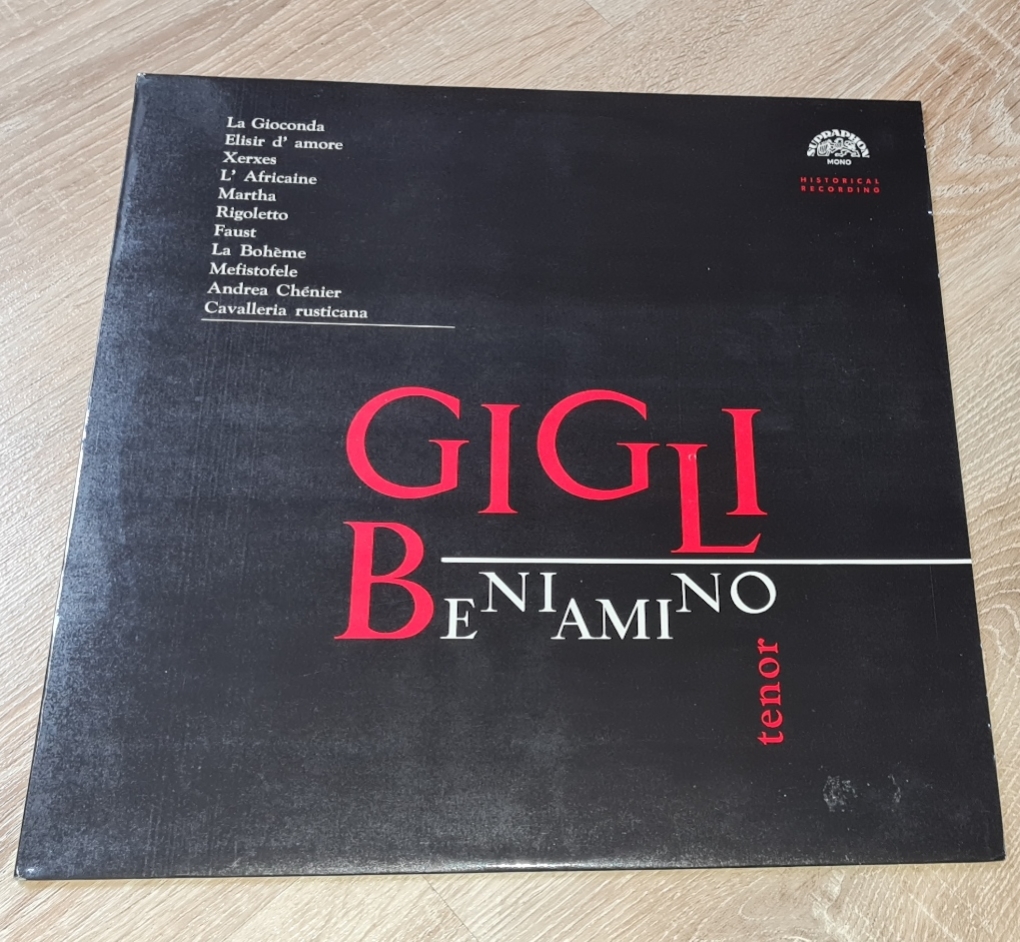 La Gioconda
Elisir d' amore
Xerxes
L' Africaine
Martha
Rigoletto
Faust
La Bohème
Mefistofele
Andrea Chénier
Cavalleria rusticana
SUPRAPHON
MONO
HISTORICAL
RECORDING
GIGLI
BENIAMINO
tenor